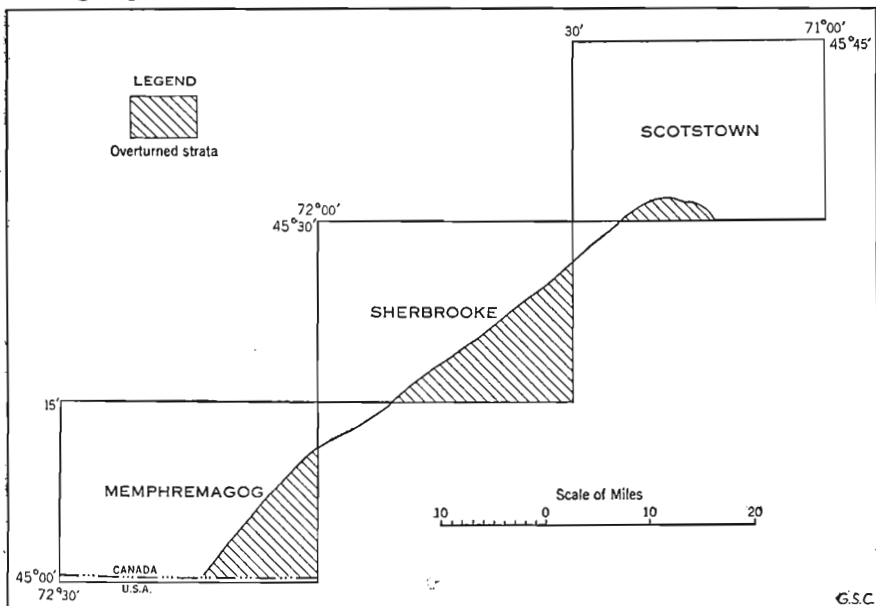 30'
71°00'
45°45'
LEGEND
Overturned strata
SCOTSTOWN
72°00'
45°30'
SHERBROOKE
15'
MEMPHREMAGOG
Scale of Miles
10 0 10 20
45°00'
CANADA
U.S.A.
72°30'
G.S.C.